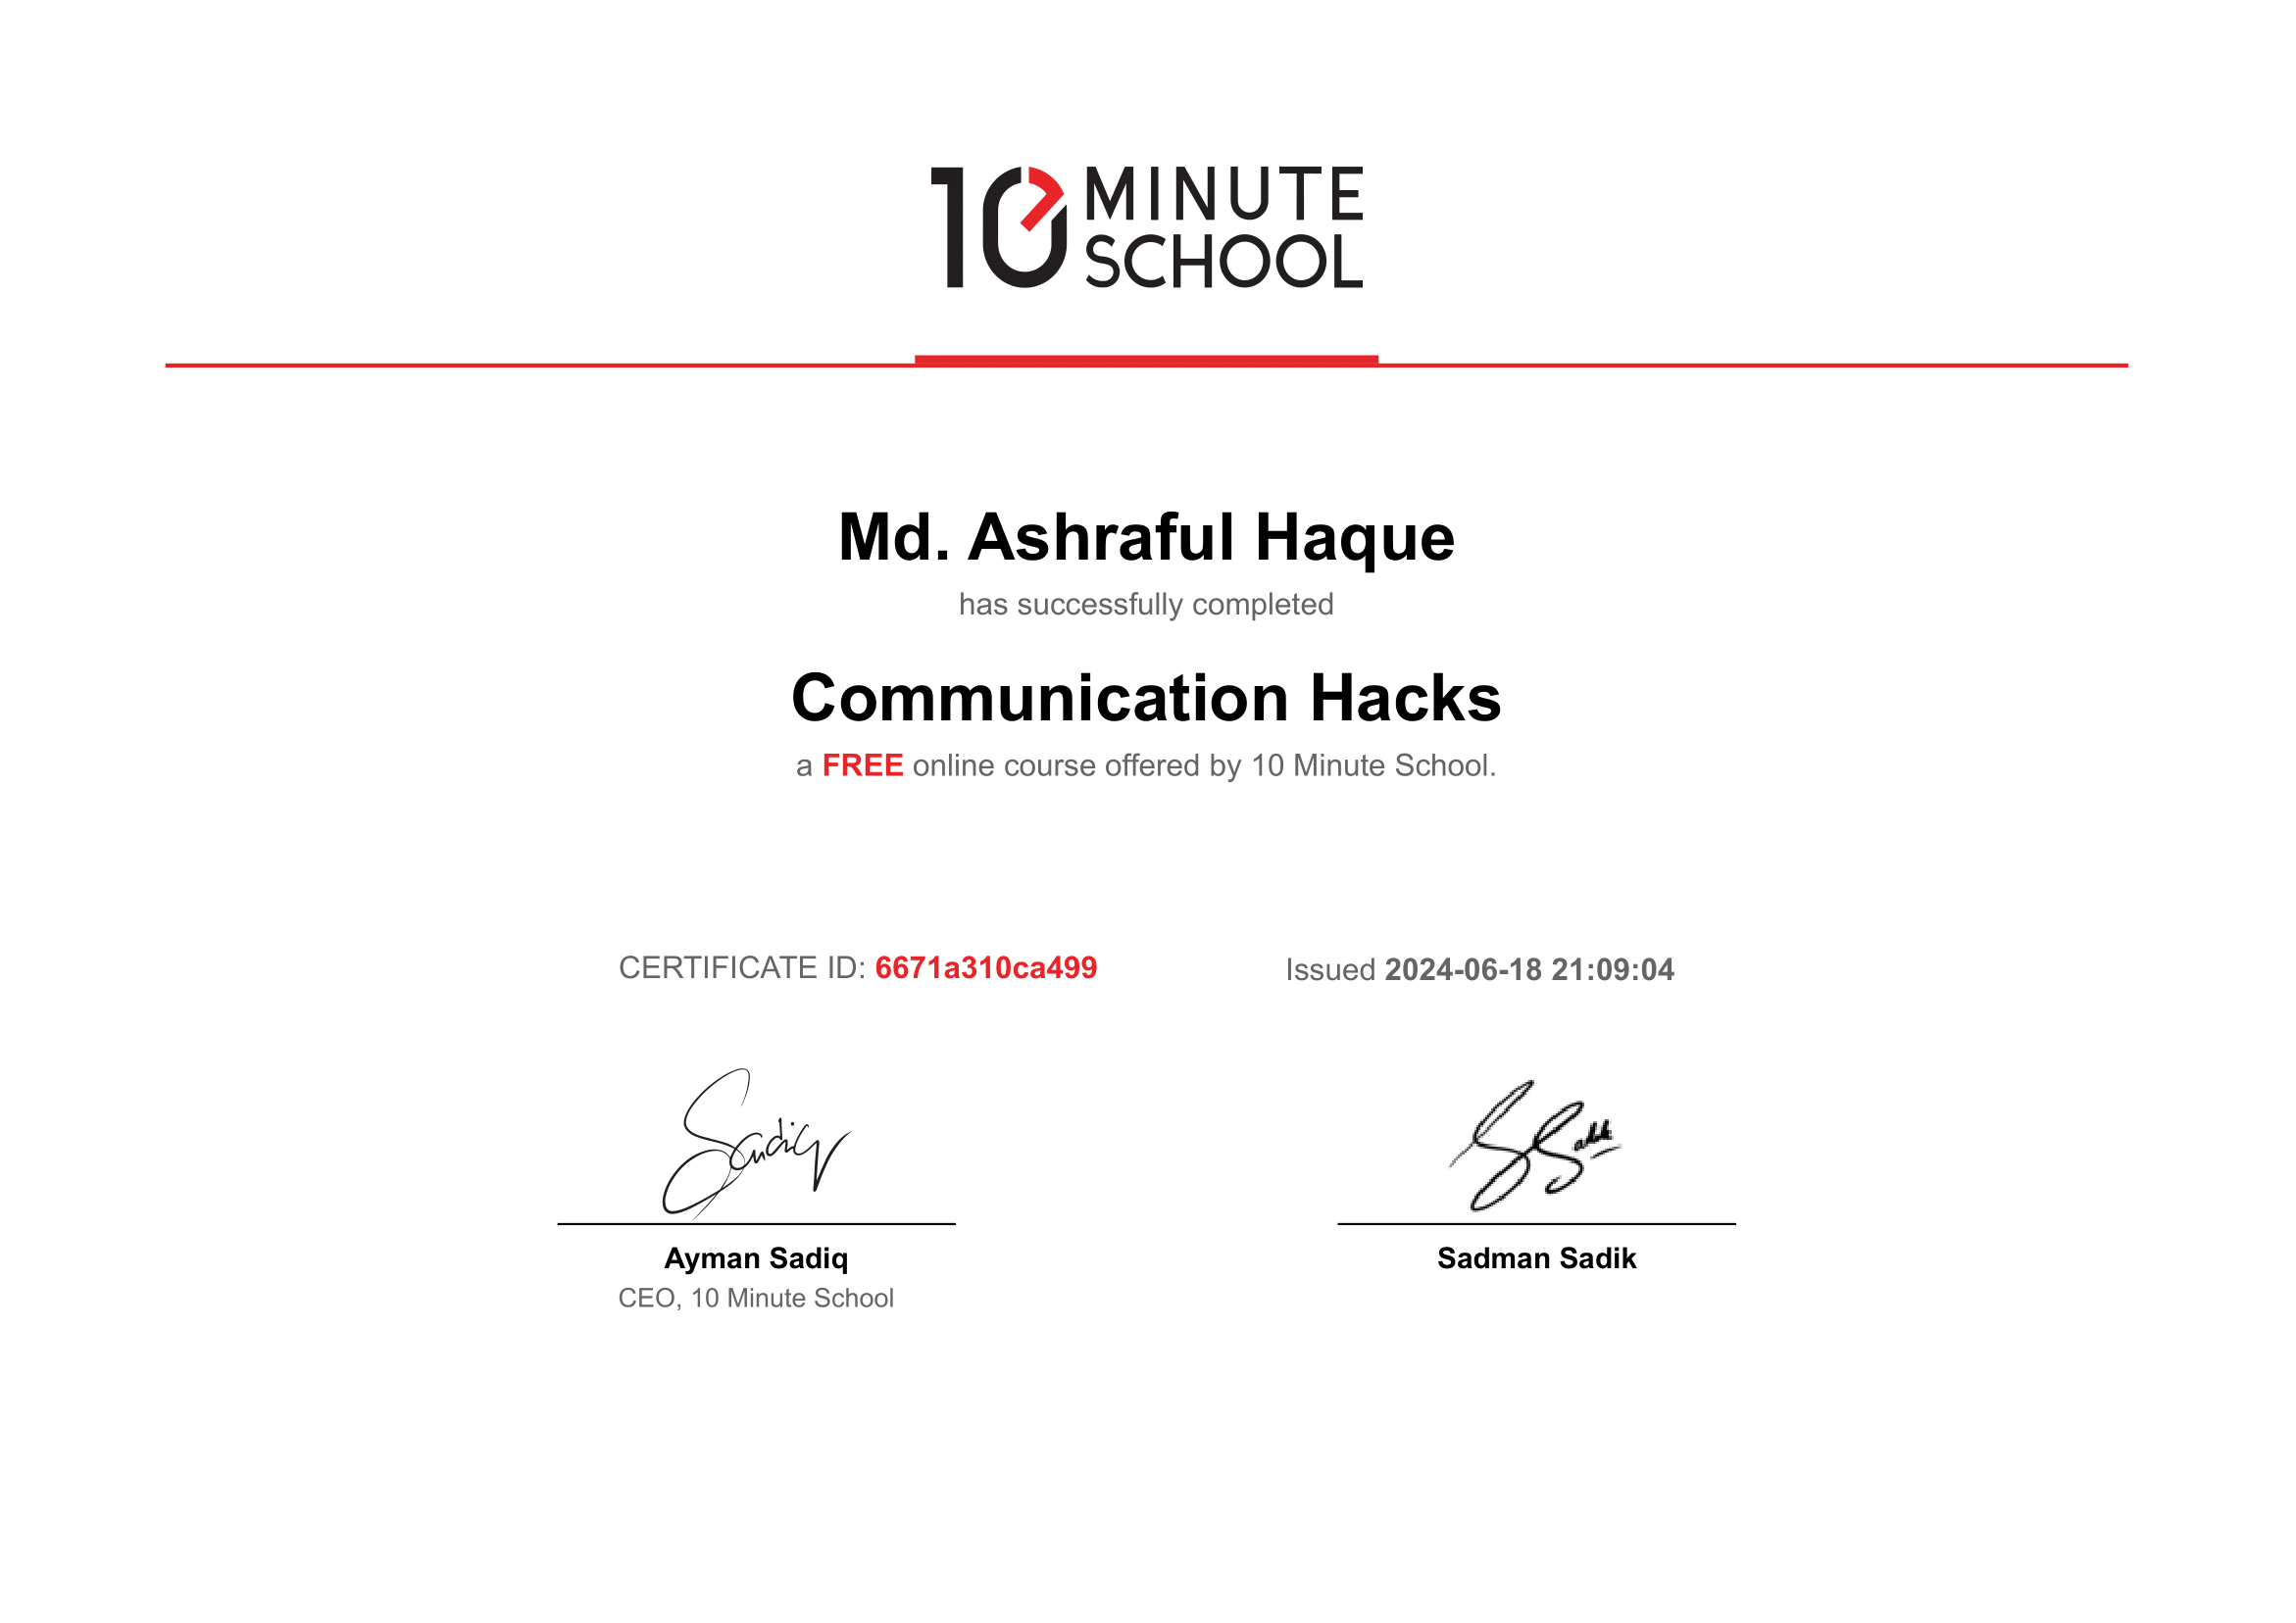 10 MINUTE
SCHOOL
Md. Ashraful Haque
has successfully completed
Communication Hacks
a FREE online course offered by 10 Minute School.
CERTIFICATE ID: 6671a310ca499
Issued 2024-06-18 21:09:04
Sadiq
Ayman Sadiq
CEO, 10 Minute School
Sadman Sadik